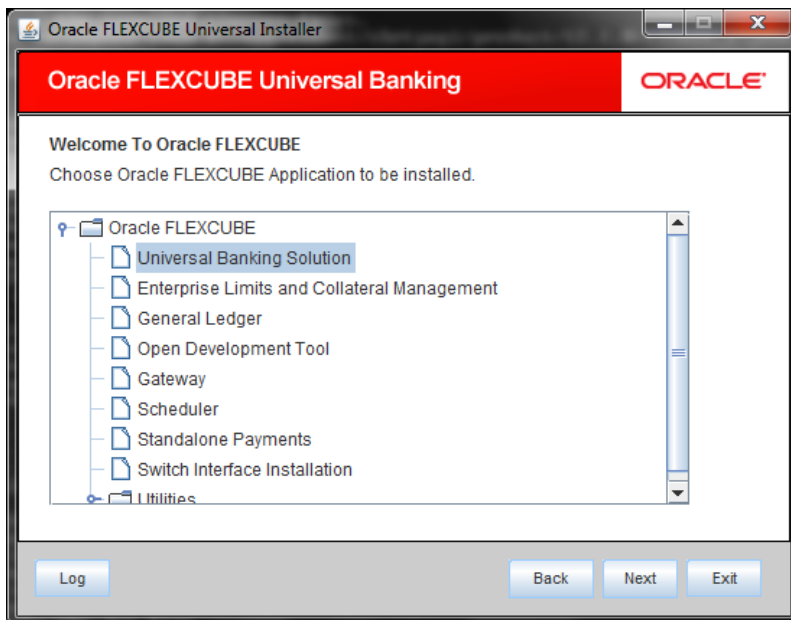 Oracle FLEXCUBE Universal Installer
Oracle FLEXCUBE Universal Banking
ORACLE
Welcome To Oracle FLEXCUBE
Choose Oracle FLEXCUBE Application to be installed.
Oracle FLEXCUBE
Universal Banking Solution
Enterprise Limits and Collateral Management
General Ledger
Open Development Tool
Gateway
Scheduler
Standalone Payments
Switch Interface Installation
Utilities
Log Back Next Exit